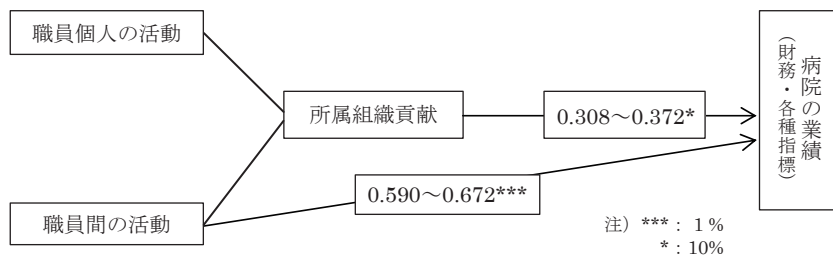 職員個人の活動
所属組織貢献
0.308～0.372*
病院の業績
(財務・各種指標)
職員間の活動
0.590～0.672***
注）***： 1％
*：10%